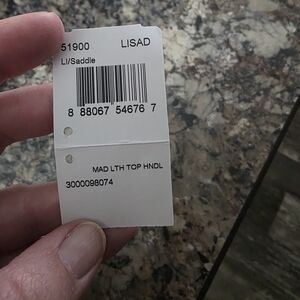 51900 LISAD
LI/Saddle
8 88067 54676 7
MAD LTH TOP HNDL
3000098074